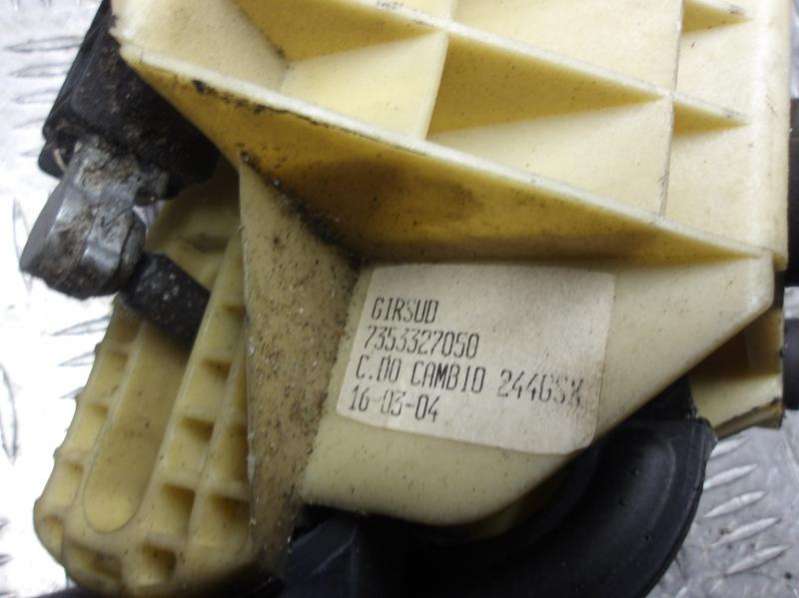 GIRSUD
7353327050
C.DO CAMBIO 244GSX
16-03-04